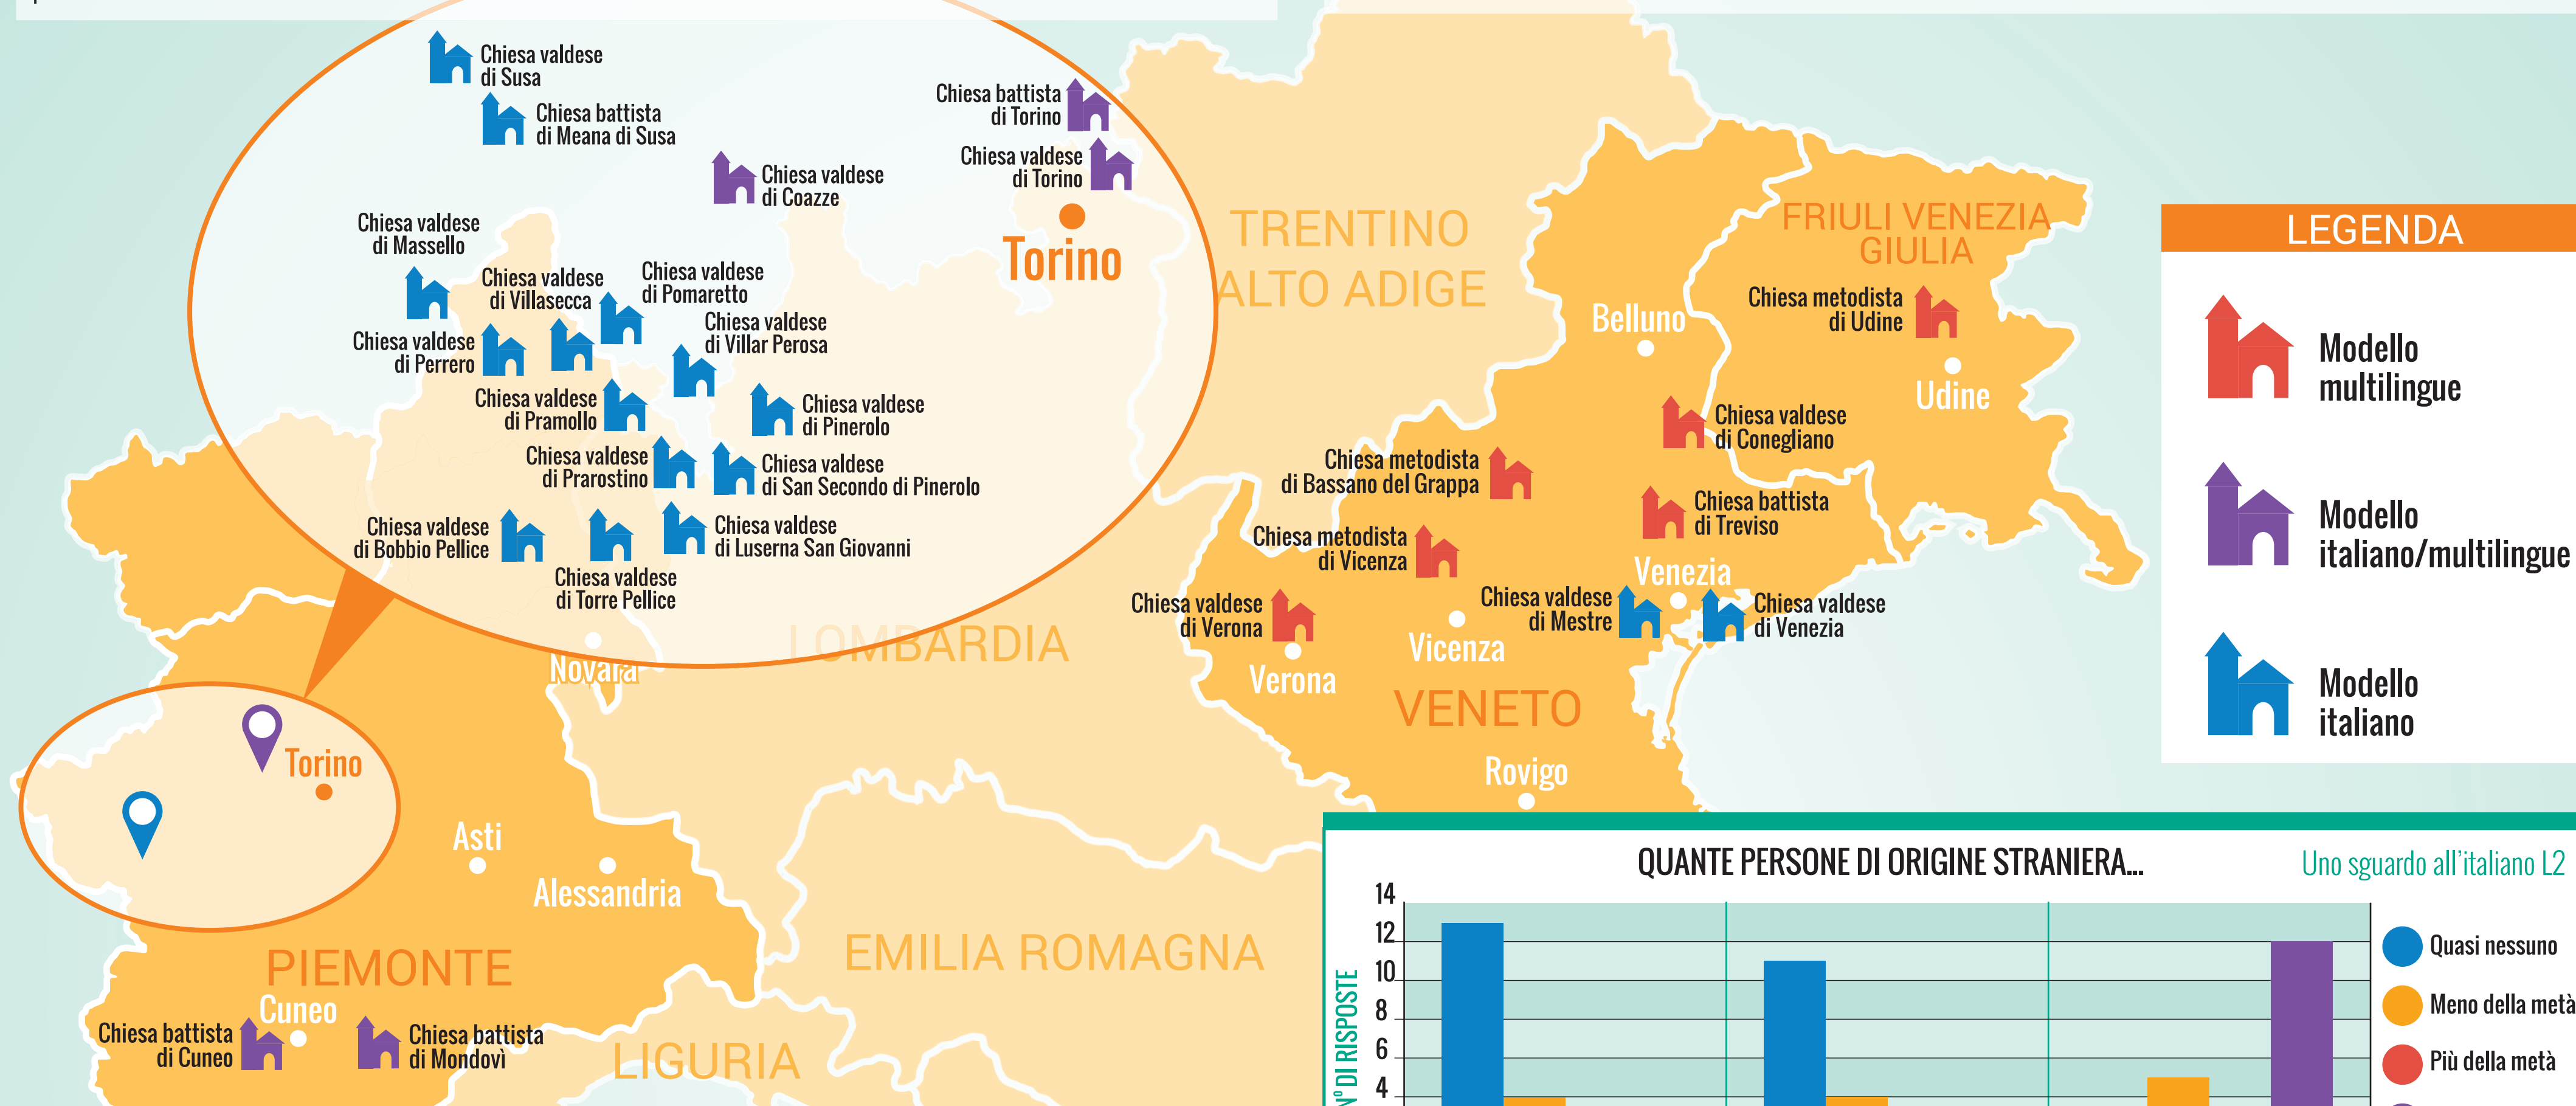 Chiesa valdese
di Susa
Chiesa battista
di Meana di Susa
Chiesa battista
di Torino
Chiesa valdese
di Torino
Chiesa valdese
di Coazze
Torino
Chiesa valdese
di Massello
Chiesa valdese
di Villasecca
Chiesa valdese
di Pomaretto
Chiesa valdese
di Villar Perosa
Chiesa valdese
di Perrero
Chiesa valdese
di Pramollo
Chiesa valdese
di Pinerolo
Chiesa valdese
di Prarostino
Chiesa valdese
di San Secondo di Pinerolo
Chiesa valdese
di Bobbio Pellice
Chiesa valdese
di Luserna San Giovanni
Chiesa valdese
di Torre Pellice
TRENTINO
ALTO ADIGE
FRIULI VENEZIA
GIULIA
Belluno
Chiesa metodista
di Udine
Udine
Chiesa valdese
di Conegliano
Chiesa metodista
di Bassano del Grappa
Chiesa battista
di Treviso
Chiesa metodista
di Vicenza
Venezia
Chiesa valdese
di Verona
Chiesa valdese
di Mestre
Chiesa valdese
di Venezia
Vicenza
Verona
VENETO
Rovigo
LOMBARDIA
Novara
Torino
Asti
Alessandria
PIEMONTE
Cuneo
Chiesa battista
di Cuneo
Chiesa battista
di Mondovì
EMILIA ROMAGNA
LIGURIA
LEGENDA
Modello
multilingue
Modello
italiano/multilingue
Modello
italiano
QUANTE PERSONE DI ORIGINE STRANIERA...
Uno sguardo all'italiano L2
14
12
10
8
6
4
N° DI RISPOSTE
Quasi nessuno
Meno della metà
Più della metà